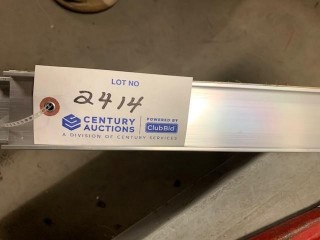 LOT NO
2414
CENTURY AUCTIONS
POWERED BY
ClubBid
A DIVISION OF CENTURY SERVICES